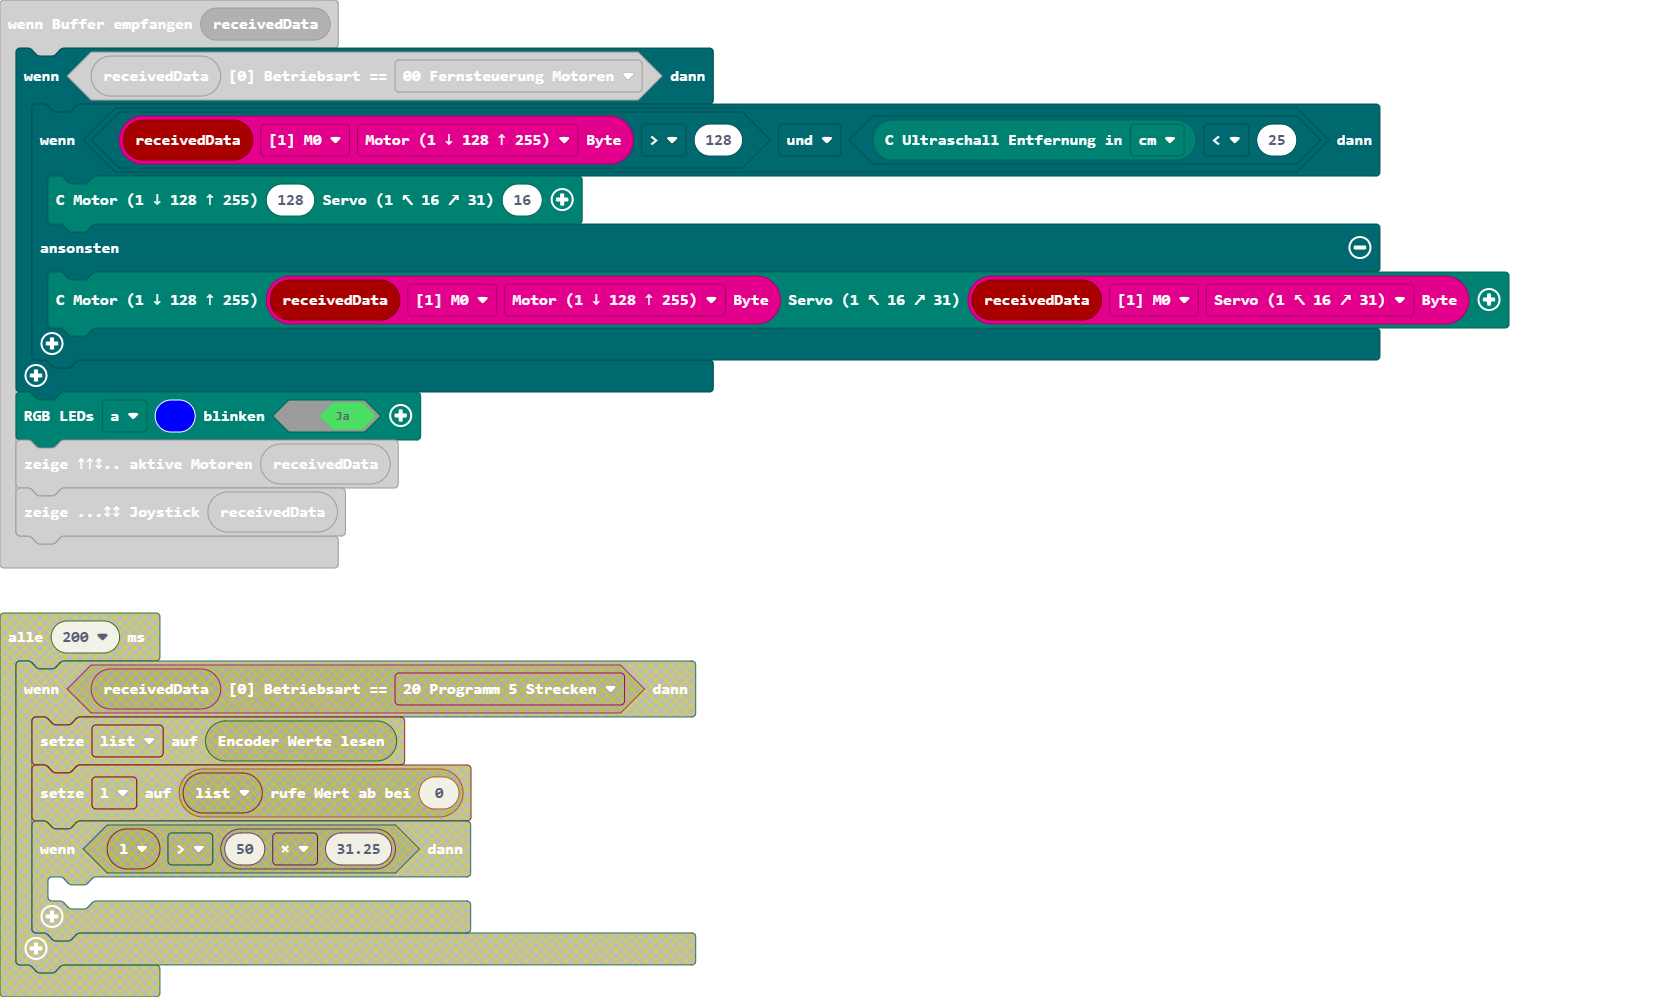 wenn Buffer empfangen receivedData
wenn receivedData [0] Betriebsart == 00 Fernsteuerung Motoren dann
wenn receivedData [1] M0 Motor (1 ↓ 128 ↑ 255) Byte > 128 und C Ultraschall Entfernung in cm < 25 dann
C Motor (1 ↓ 128 ↑ 255) 128 Servo (1 ↖ 16 ↗ 31) 16
ansonsten
C Motor (1 ↓ 128 ↑ 255) receivedData [1] M0 Motor (1 ↓ 128 ↑ 255) Byte Servo (1 ↖ 16 ↗ 31) receivedData [1] M0 Servo (1 ↖ 16 ↗ 31) Byte
RGB LEDs a blinken Ja
zeige ↑↑↕.. aktive Motoren receivedData
zeige ...↕↕ Joystick receivedData
alle 200 ms
wenn receivedData [0] Betriebsart == 20 Programm 5 Strecken dann
setze list auf Encoder Werte lesen
setze l auf list rufe Wert ab bei 0
wenn l > 50 × 31.25 dann